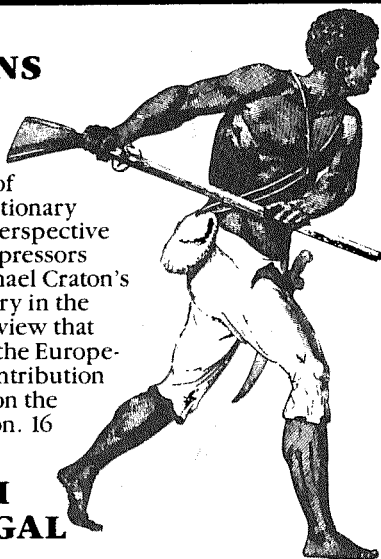 NS
of
tionary
erspective
pressors
nael Craton's
ry in the
view that
the Europe-
ntribution
on the
on. 16
GAL